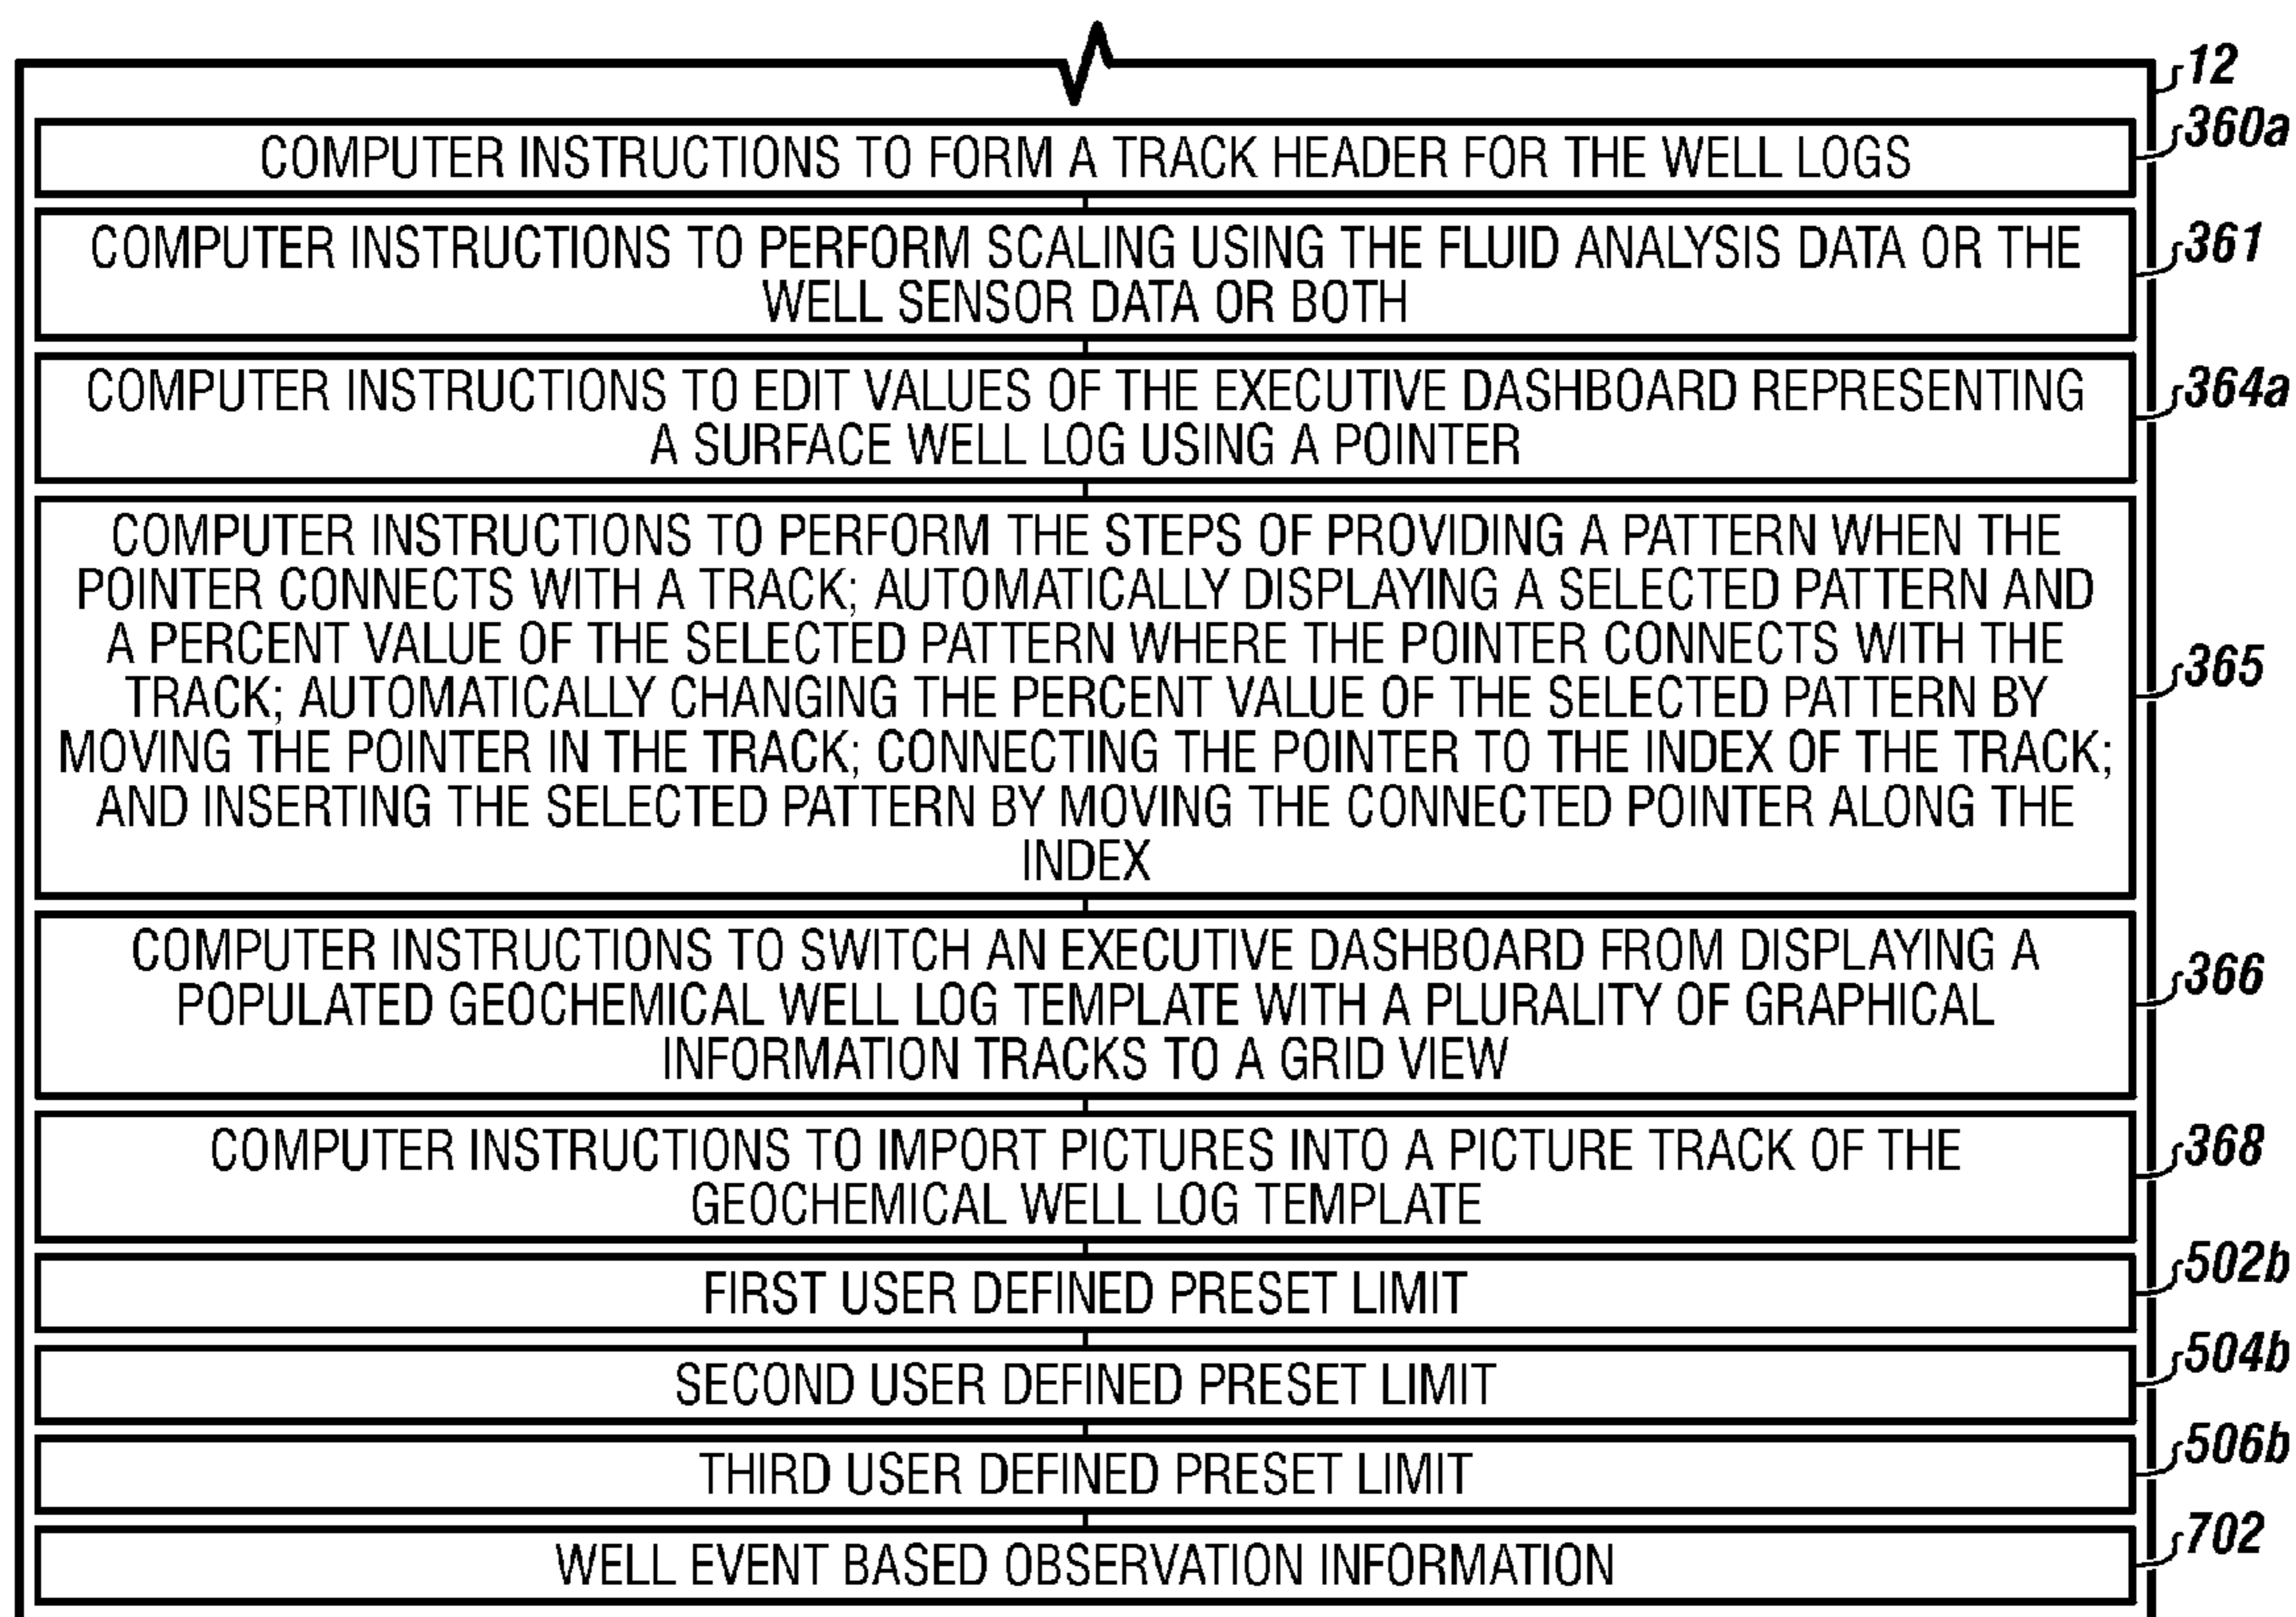 12
360a
COMPUTER INSTRUCTIONS TO FORM A TRACK HEADER FOR THE WELL LOGS
361
COMPUTER INSTRUCTIONS TO PERFORM SCALING USING THE FLUID ANALYSIS DATA OR THE
WELL SENSOR DATA OR BOTH
364a
COMPUTER INSTRUCTIONS TO EDIT VALUES OF THE EXECUTIVE DASHBOARD REPRESENTING
A SURFACE WELL LOG USING A POINTER
COMPUTER INSTRUCTIONS TO PERFORM THE STEPS OF PROVIDING A PATTERN WHEN THE
POINTER CONNECTS WITH A TRACK; AUTOMATICALLY DISPLAYING A SELECTED PATTERN AND
A PERCENT VALUE OF THE SELECTED PATTERN WHERE THE POINTER CONNECTS WITH THE
365
TRACK; AUTOMATICALLY CHANGING THE PERCENT VALUE OF THE SELECTED PATTERN BY
MOVING THE POINTER IN THE TRACK; CONNECTING THE POINTER TO THE INDEX OF THE TRACK;
AND INSERTING THE SELECTED PATTERN BY MOVING THE CONNECTED POINTER ALONG THE
INDEX
COMPUTER INSTRUCTIONS TO SWITCH AN EXECUTIVE DASHBOARD FROM DISPLAYING A
366
POPULATED GEOCHEMICAL WELL LOG TEMPLATE WITH A PLURALITY OF GRAPHICAL
INFORMATION TRACKS TO A GRID VIEW
368
COMPUTER INSTRUCTIONS TO IMPORT PICTURES INTO A PICTURE TRACK OF THE
GEOCHEMICAL WELL LOG TEMPLATE
502b
FIRST USER DEFINED PRESET LIMIT
504b
SECOND USER DEFINED PRESET LIMIT
506b
THIRD USER DEFINED PRESET LIMIT
702
WELL EVENT BASED OBSERVATION INFORMATION